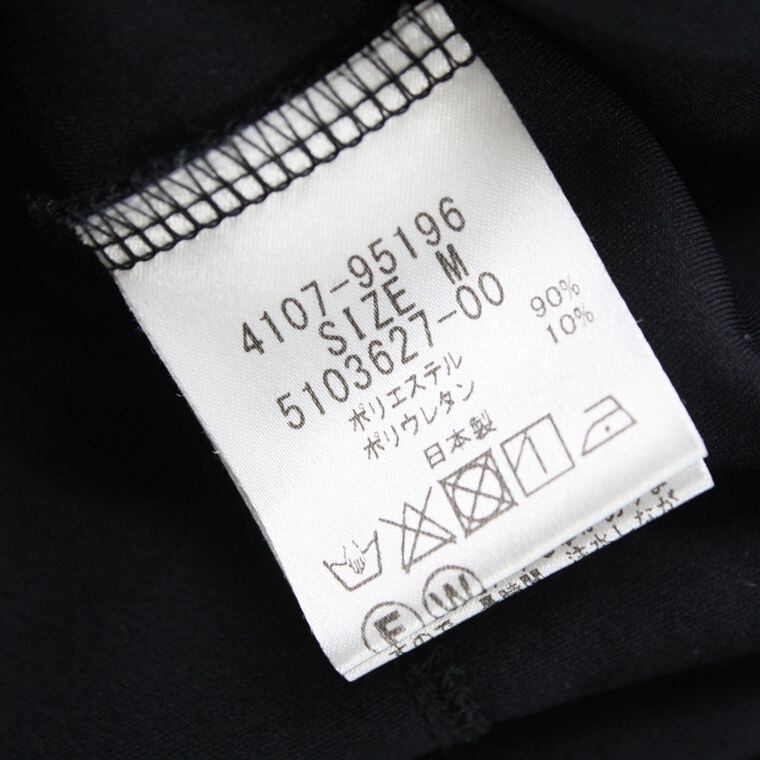 4107-95196
SIZE M
5103627-00
ポリエステル 90%
ポリウレタン 10%
日本製
F W